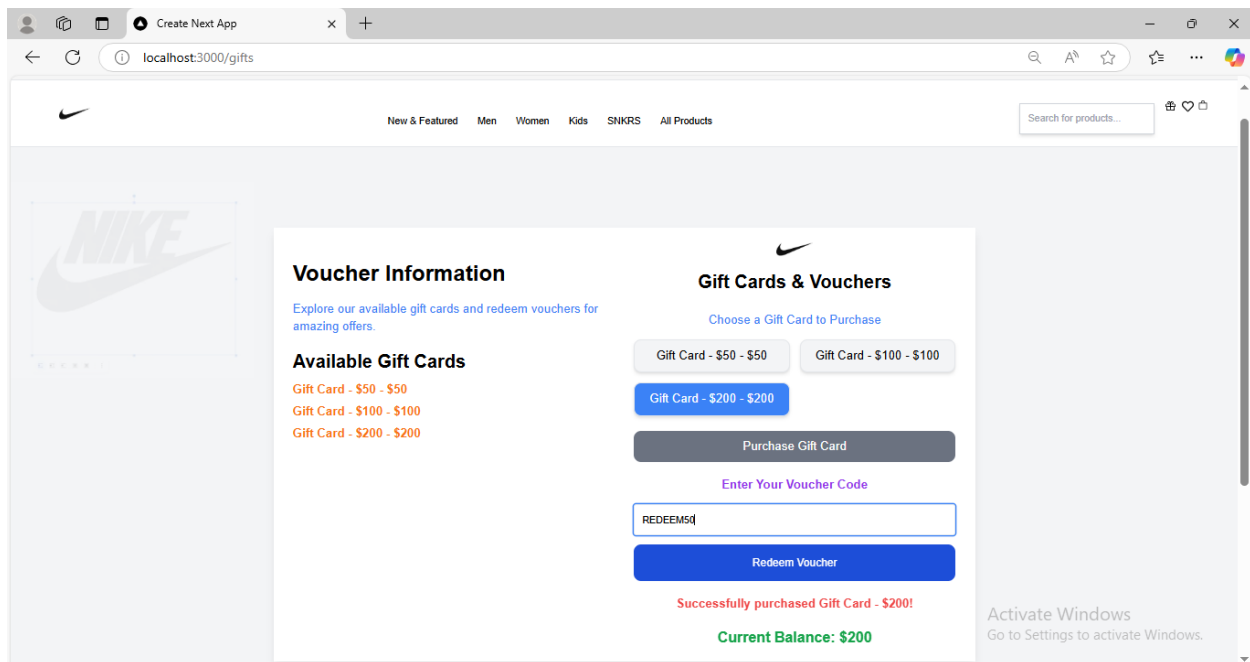 Create Next App
localhost:3000/gifts
New & Featured Men Women Kids SNKRS All Products
Search for products...
NIKE
Voucher Information
Explore our available gift cards and redeem vouchers for
amazing offers.
Available Gift Cards
Gift Card - $50 - $50
Gift Card - $100 - $100
Gift Card - $200 - $200
Gift Cards & Vouchers
Choose a Gift Card to Purchase
Gift Card - $50 - $50
Gift Card - $100 - $100
Gift Card - $200 - $200
Purchase Gift Card
Enter Your Voucher Code
REDEEM50
Redeem Voucher
Successfully purchased Gift Card - $200!
Current Balance: $200
Activate Windows
Go to Settings to activate Windows.